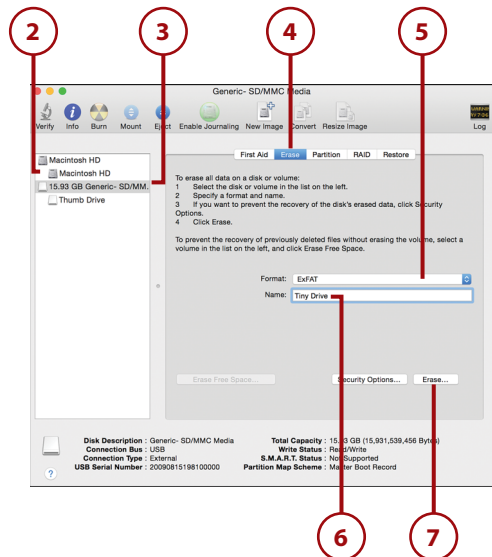 2
3
4
5
Generic- SD/MMC Media
Verify Info Burn Mount Eject Enable Journaling New Image Convert Resize Image Log
Macintosh HD
Macintosh HD
15.93 GB Generic- SD/MM...
Thumb Drive
First Aid Erase Partition RAID Restore
To erase all data on a disk or volume:
1 Select the disk or volume in the list on the left.
2 Specify a format and name.
3 If you want to prevent the recovery of the disk's erased data, click Security
Options.
4 Click Erase.
To prevent the recovery of previously deleted files without erasing the volume, select a
volume in the list on the left, and click Erase Free Space.
Format: ExFAT
Name: Tiny Drive
Erase Free Space... Security Options... Erase...
Disk Description : Generic- SD/MMC Media
Connection Bus : USB
Connection Type : External
USB Serial Number : 20090815198100000
Total Capacity : 15.93 GB (15,931,539,456 Bytes)
Write Status : Read/Write
S.M.A.R.T. Status : Not Supported
Partition Map Scheme : Master Boot Record
?
6
7